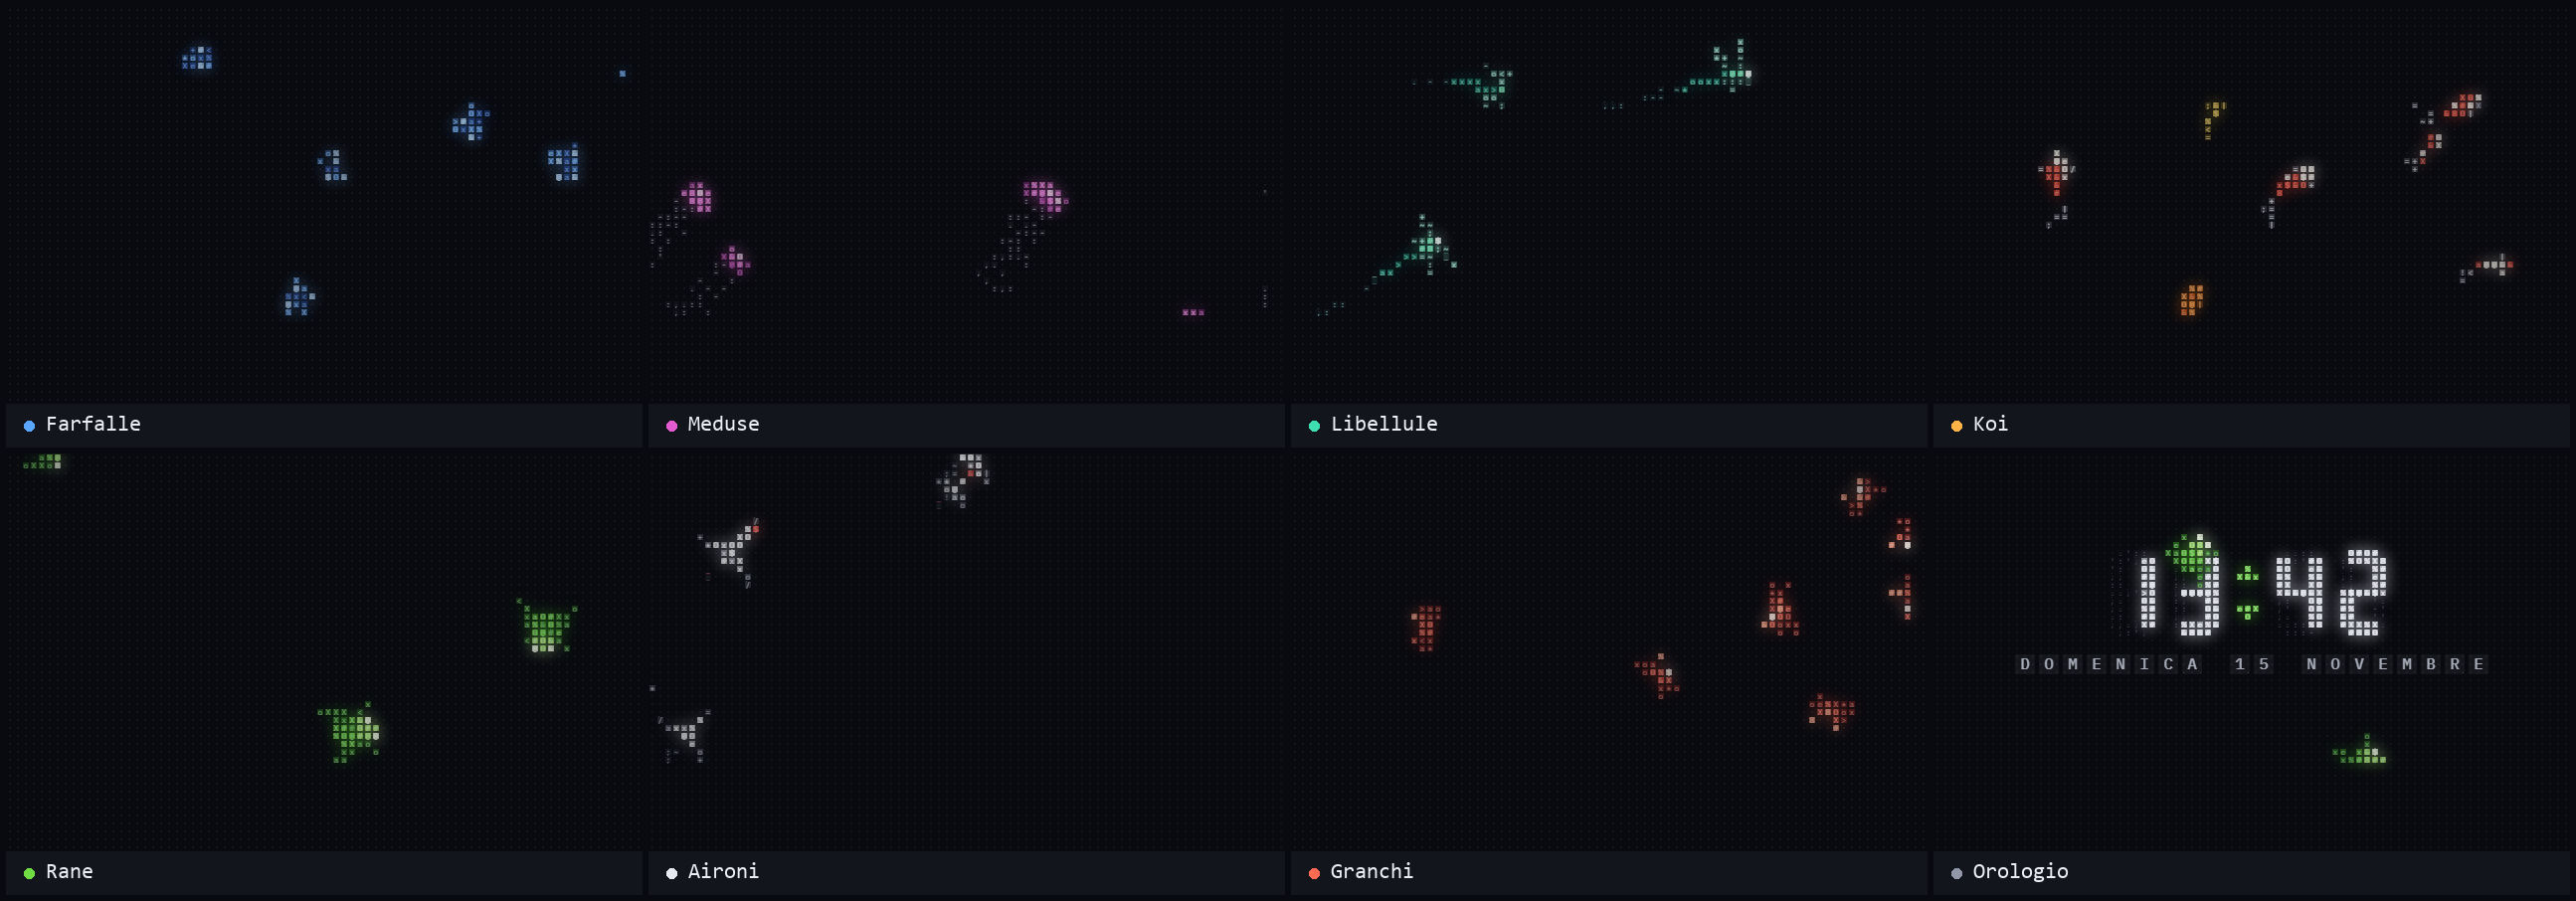 Farfalle
Meduse
Libellule
Koi
13:42
DOMENICA 15 NOVEMBRE
Rane
Aironi
Granchi
Orologio